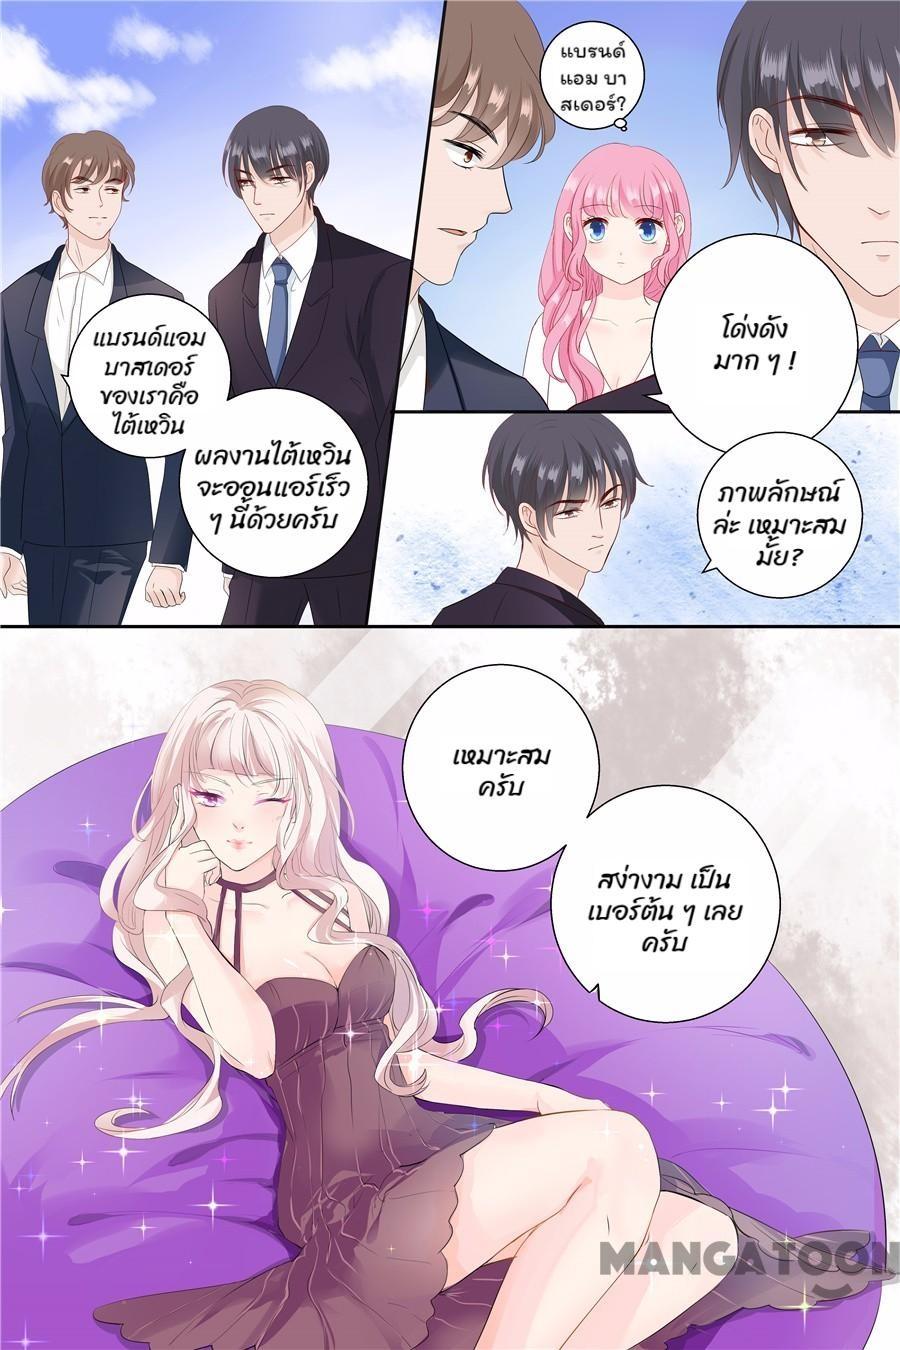 แบรนด์แอม
บาสเดอร์
ของเราคือ
ไต้เหวิน
ผลงานไต้เหวิน
จะออนแอร์เร็ว
ๆ นี้ด้วยครับ
แบรนด์
แอม บา
สเดอร์?
โด่งดัง
มาก ๆ !
ภาพลักษณ์
ล่ะ เหมาะสม
มั้ย?
เหมาะสม
ครับ
สง่างาม เป็น
เบอร์ต้น ๆ เลย
ครับ
MANGATOON